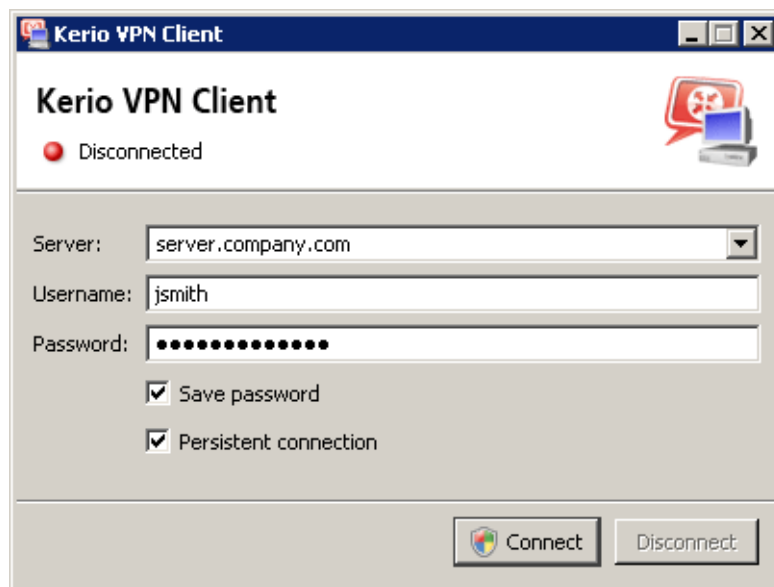 Kerio VPN Client
Kerio VPN Client
Disconnected
Server: server.company.com
Username: jsmith
Password: •••••••••••••
Save password
Persistent connection
Connect Disconnect